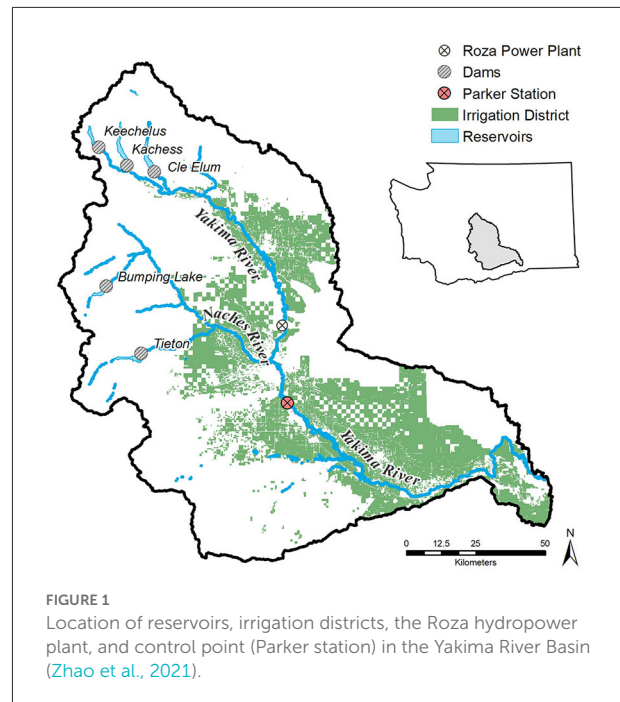 Roza Power Plant
Dams
Parker Station
Irrigation District
Reservoirs
Keechelus
Kachess
Cle Elum
Yakima River
Bumping Lake
Naches River
Tieton
Yakima River
N
0 12.5 25 50
Kilometers
FIGURE 1
Location of reservoirs, irrigation districts, the Roza hydropower
plant, and control point (Parker station) in the Yakima River Basin
(Zhao et al., 2021).